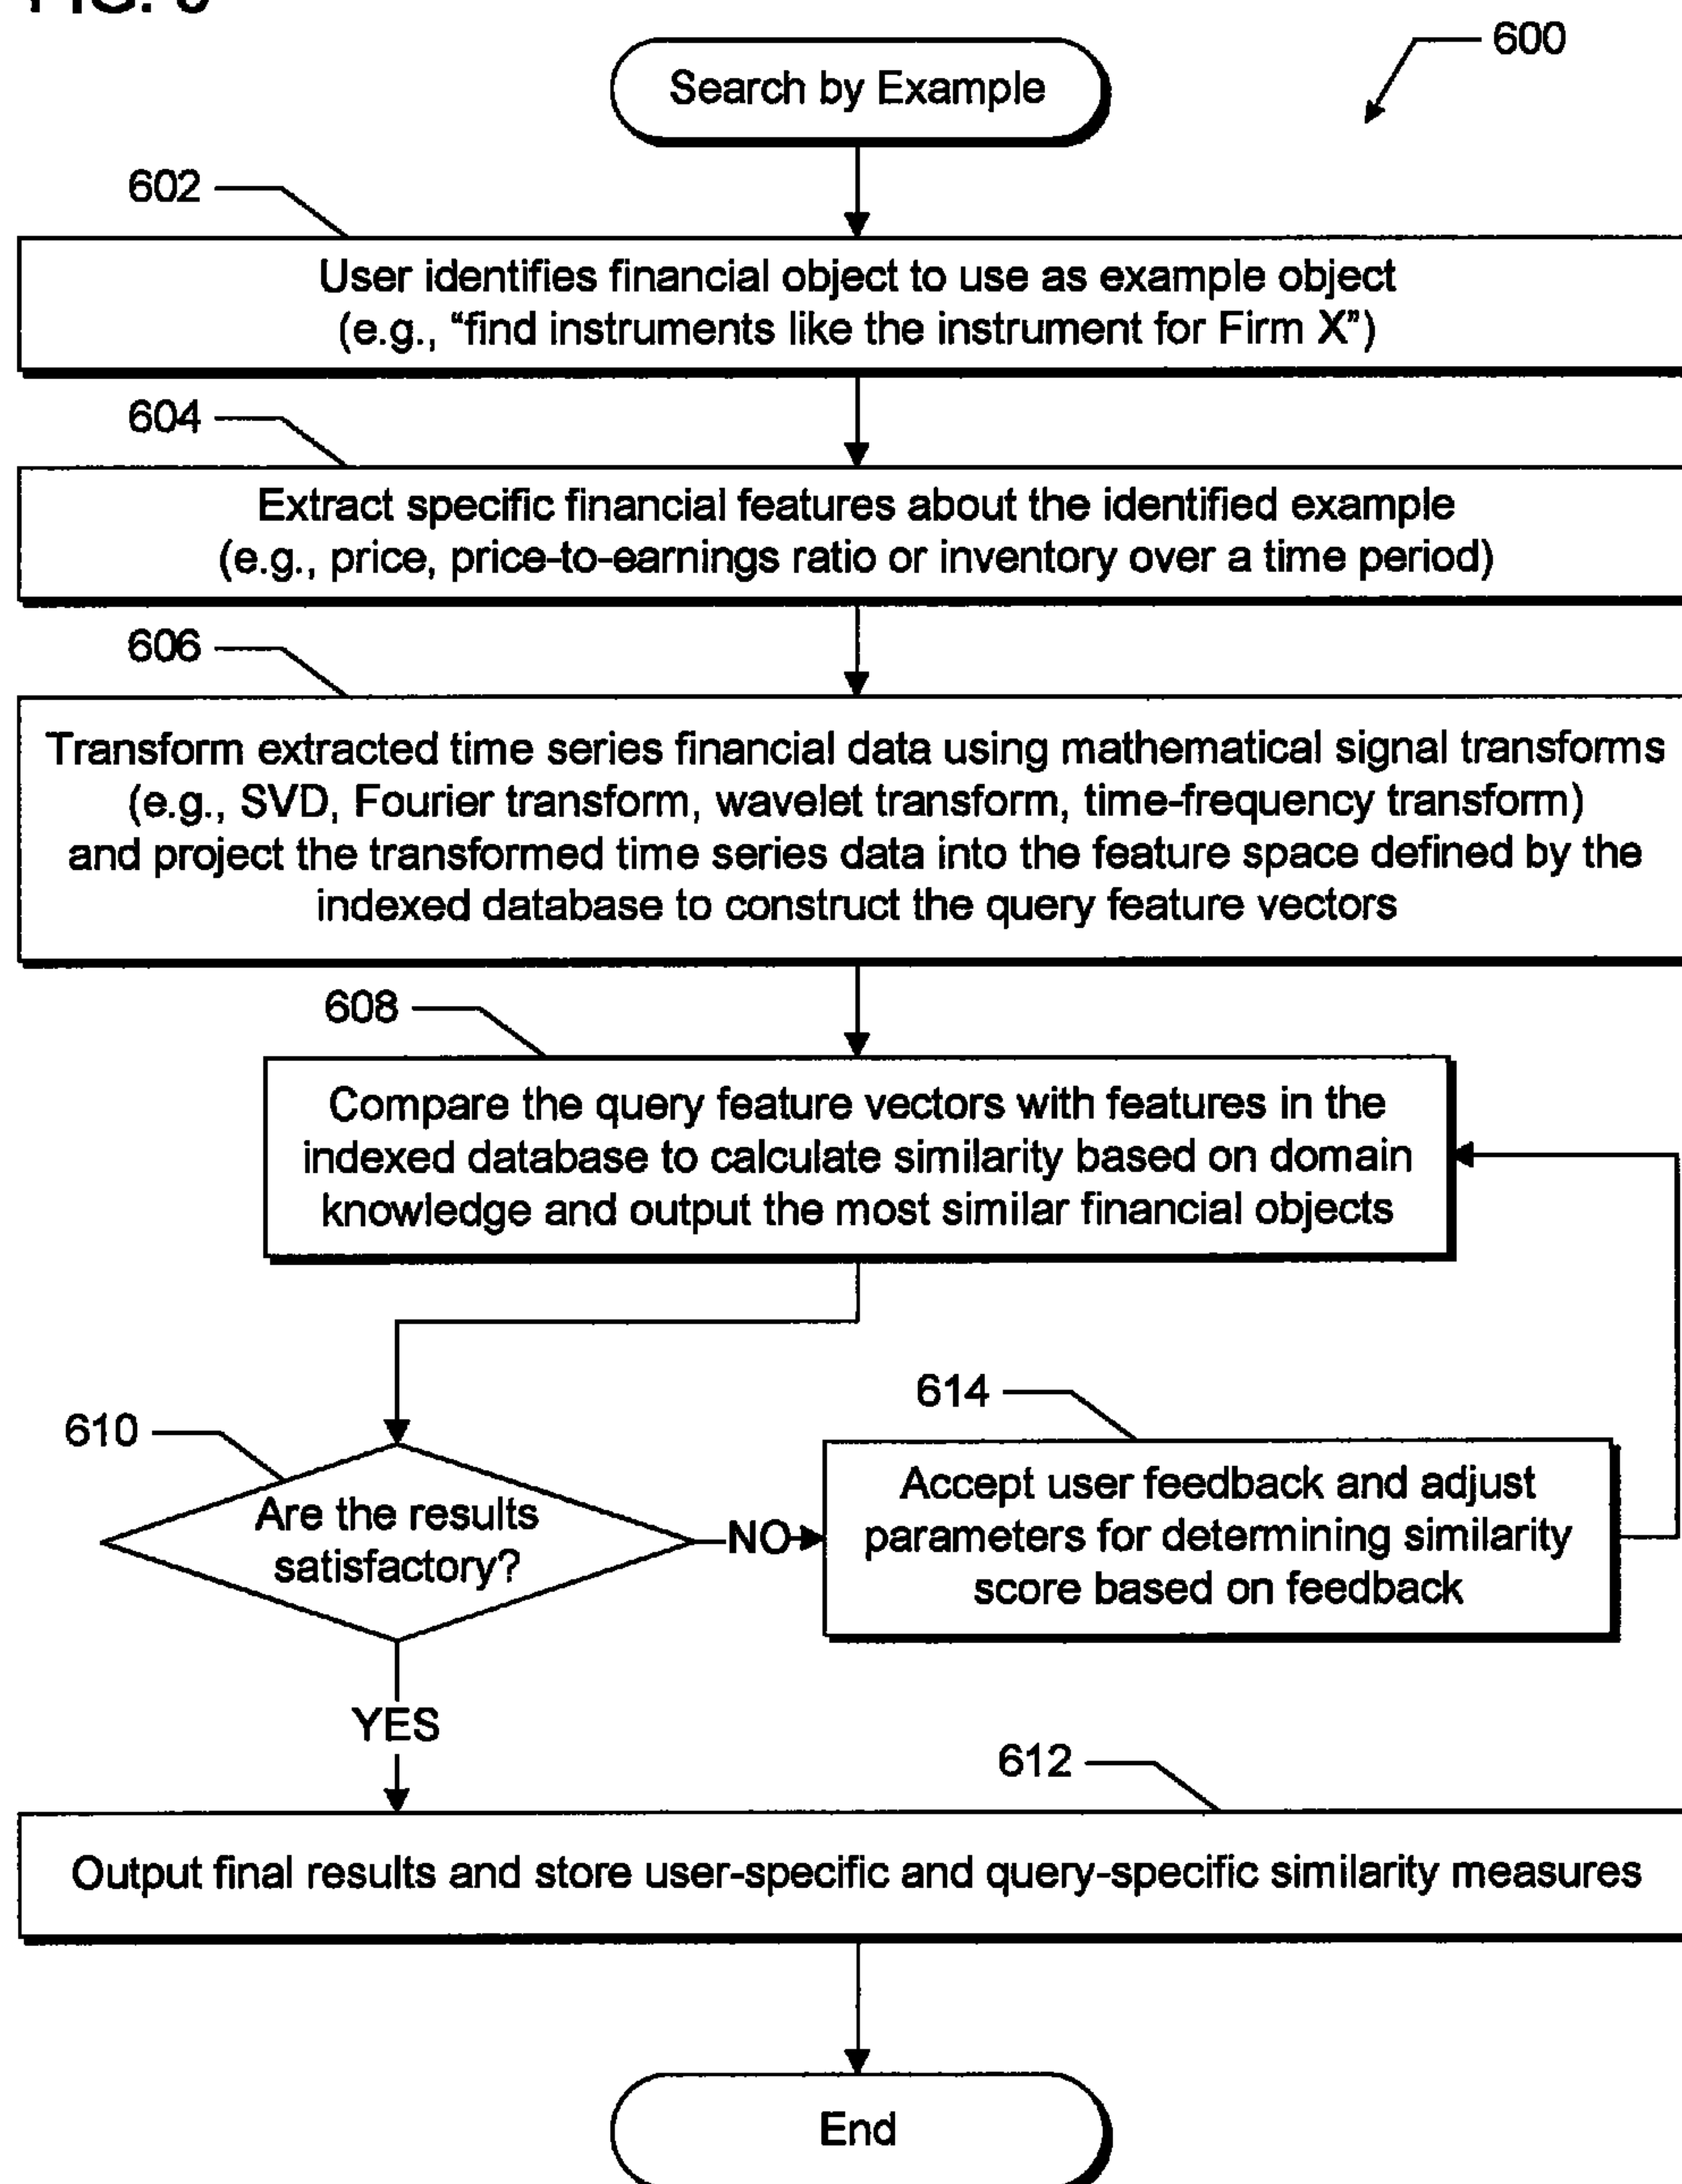 600
Search by Example
602
User identifies financial object to use as example object
(e.g., “find instruments like the instrument for Firm X”)
604
Extract specific financial features about the identified example
(e.g., price, price-to-earnings ratio or inventory over a time period)
606
Transform extracted time series financial data using mathematical signal transforms
(e.g., SVD, Fourier transform, wavelet transform, time-frequency transform)
and project the transformed time series data into the feature space defined by the
indexed database to construct the query feature vectors
608
Compare the query feature vectors with features in the
indexed database to calculate similarity based on domain
knowledge and output the most similar financial objects
610
Are the results
satisfactory?
NO
614
Accept user feedback and adjust
parameters for determining similarity
score based on feedback
YES
612
Output final results and store user-specific and query-specific similarity measures
End